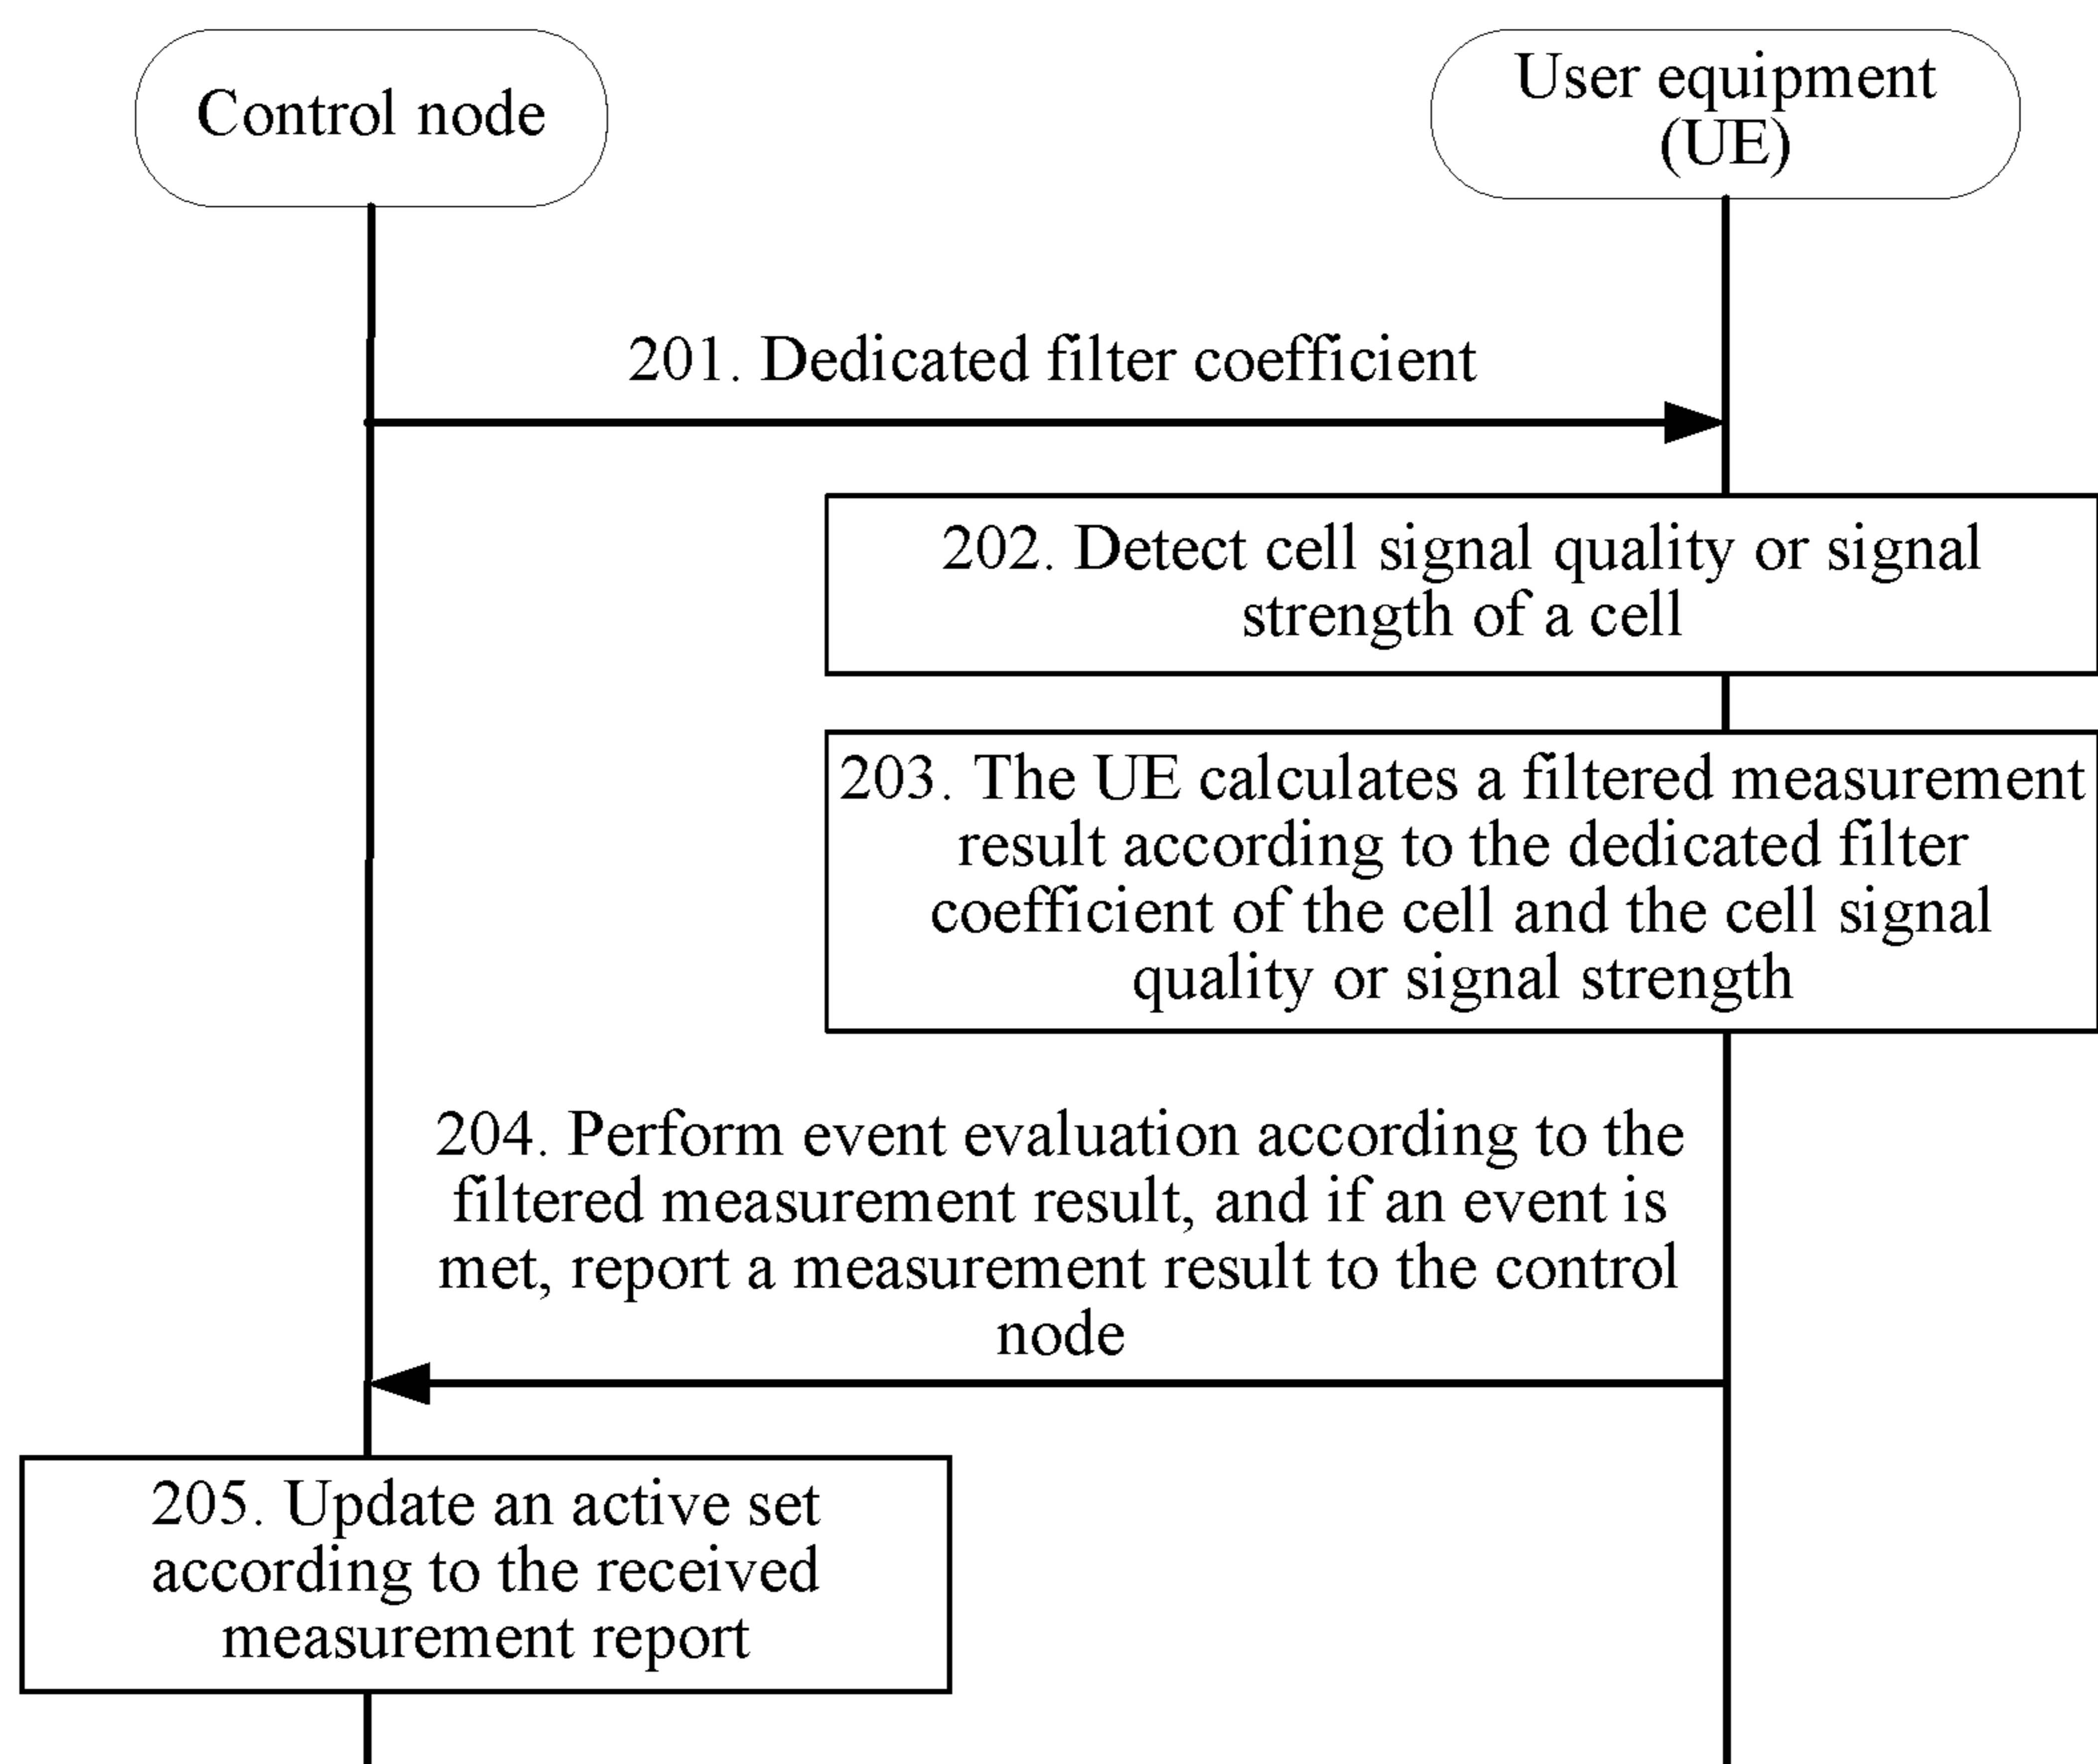 Control node
User equipment
(UE)
201. Dedicated filter coefficient
202. Detect cell signal quality or signal
strength of a cell
203. The UE calculates a filtered measurement
result according to the dedicated filter
coefficient of the cell and the cell signal
quality or signal strength
204. Perform event evaluation according to the
filtered measurement result, and if an event is
met, report a measurement result to the control
node
205. Update an active set
according to the received
measurement report